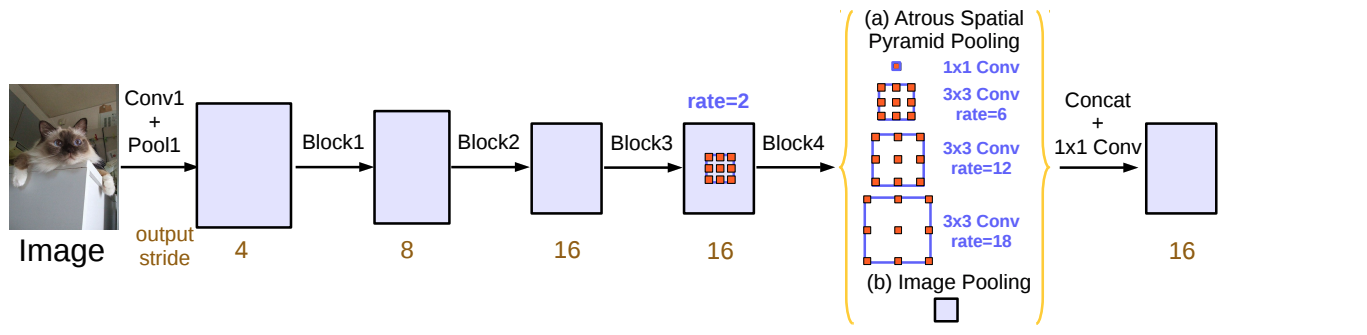 Image
Conv1
+
Pool1
output
stride
4
Block1
8
Block2
16
Block3
rate=2
16
Block4
(a) Atrous Spatial
Pyramid Pooling
1x1 Conv
3x3 Conv
rate=6
3x3 Conv
rate=12
3x3 Conv
rate=18
(b) Image Pooling
Concat
+
1x1 Conv
16